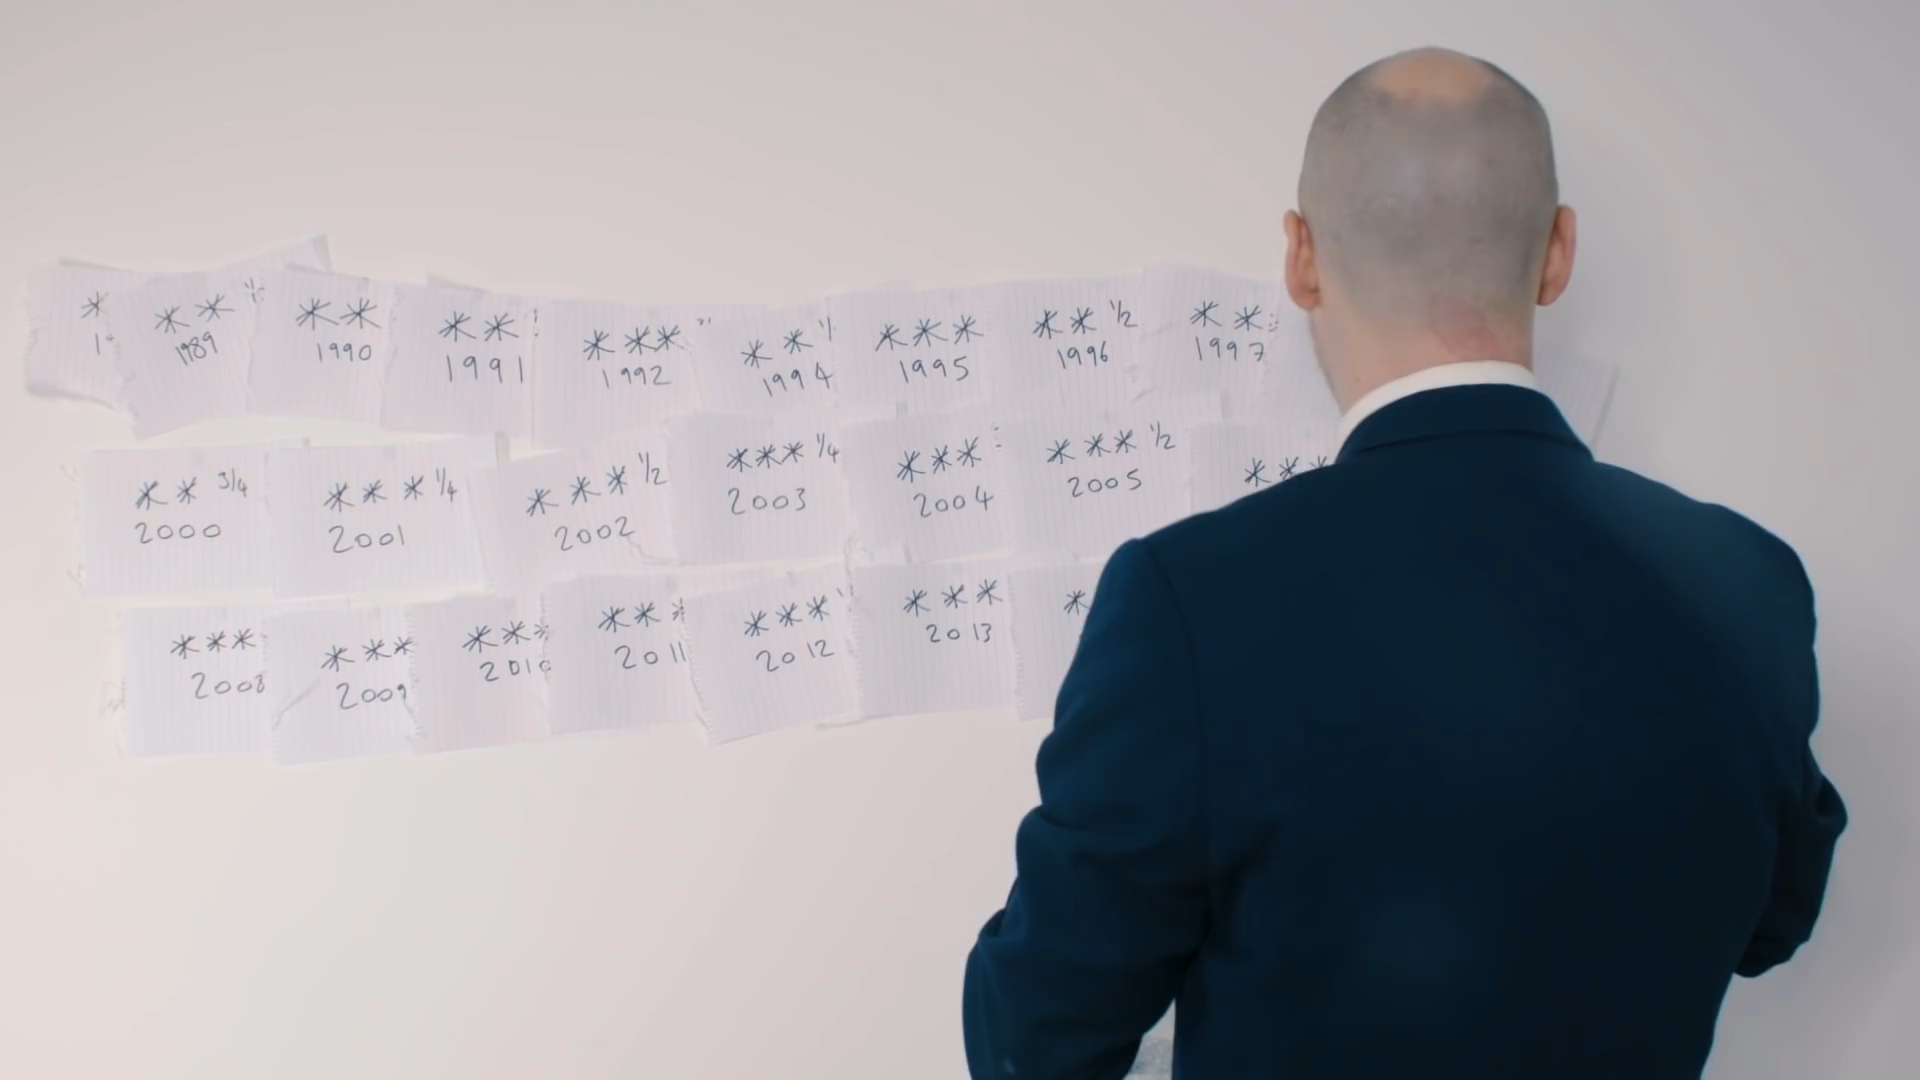 *
** 1989
** 1990
** 1991
*** 1992
** 1994
*** 1995
** 1/2 1996
** 1997
** 3/4 2000
*** 1/4 2001
*** 1/2 2002
*** 1/4 2003
*** 2004
*** 1/2 2005
***
*** 2008
*** 2009
*** 2010
*** 2011
*** 2012
*** 2013
*